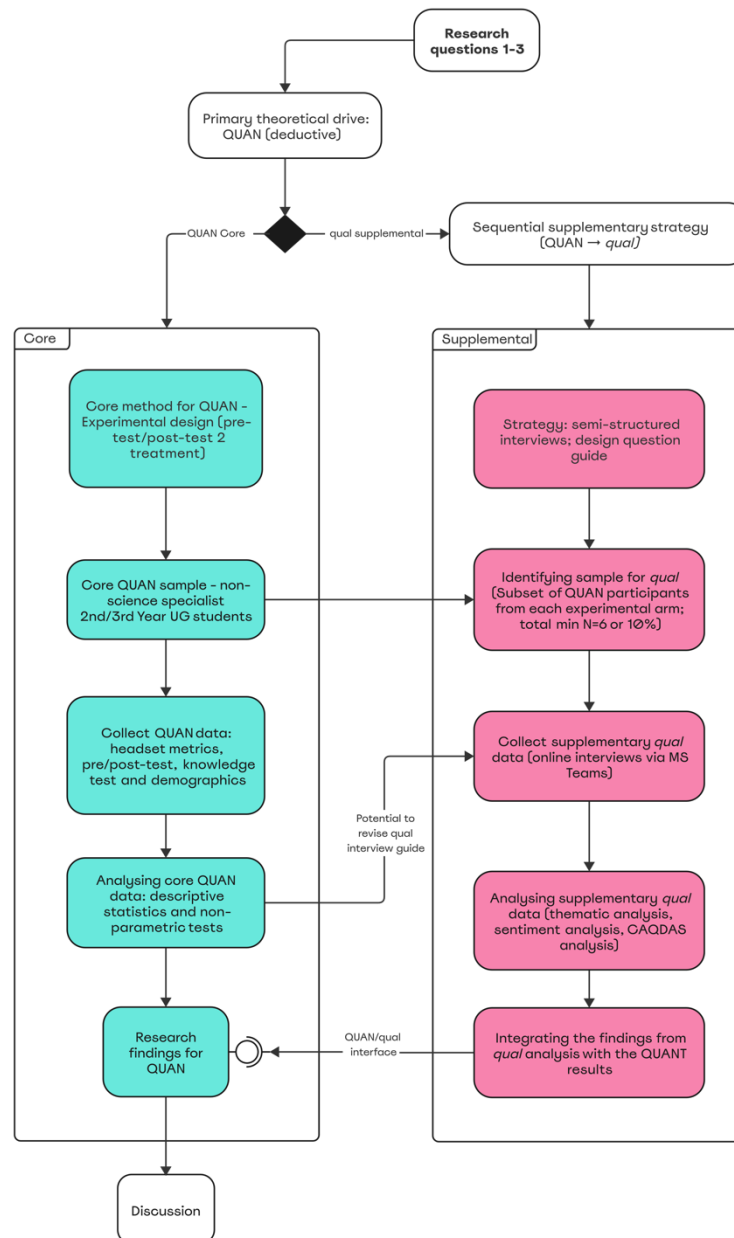 Research
questions 1-3
Primary theoretical drive:
QUAN (deductive)
QUAN Core
qual supplemental
Sequential supplementary strategy
(QUAN → qual)
Core
Core method for QUAN -
Experimental design (pre-
test/post-test 2
treatment)
Core QUAN sample - non-
science specialist
2nd/3rd Year UG students
Collect QUAN data:
headset metrics,
pre/post-test, knowledge
test and demographics
Analysing core QUAN
data: descriptive
statistics and non-
parametric tests
Research
findings for
QUAN
Supplemental
Strategy: semi-structured
interviews; design question
guide
Identifying sample for qual
(Subset of QUAN participants
from each experimental arm;
total min N=6 or 10%)
Collect supplementary qual
data (online interviews via MS
Teams)
Potential to
revise qual
interview guide
Analysing supplementary qual
data (thematic analysis,
sentiment analysis, CAQDAS
analysis)
Integrating the findings from
qual analysis with the QUANT
results
QUAN/qual
interface
Discussion